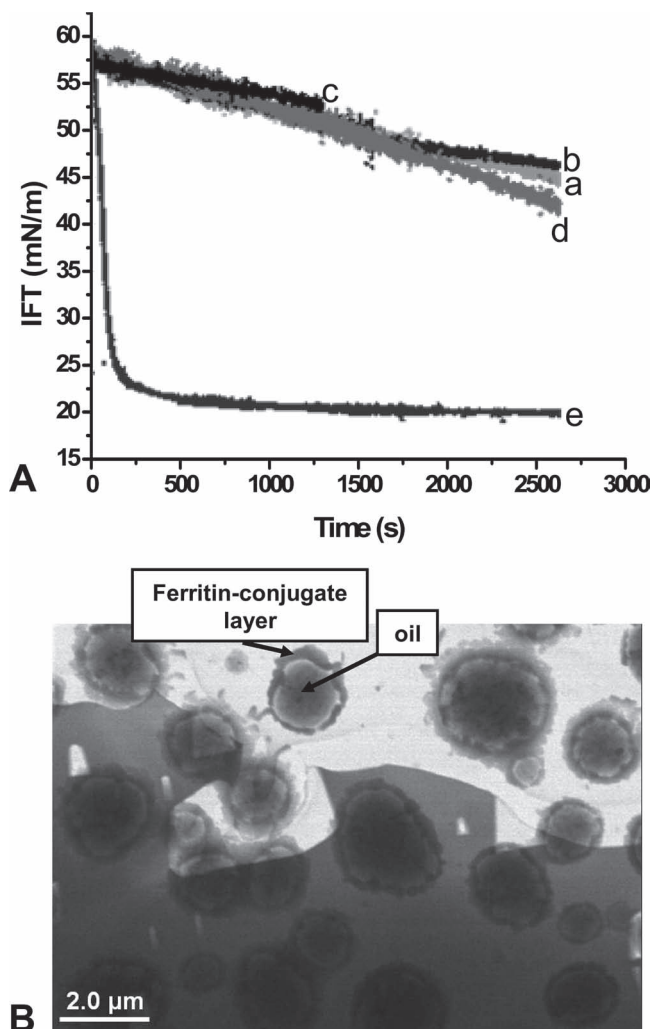 60
55
c
50
b
45
a
40
d
35
30
25
20
e
15
0
500
1000
1500
2000
2500
3000
IFT (mN/m)
Time (s)
A
Ferritin-conjugate
layer
oil
2.0 µm
B